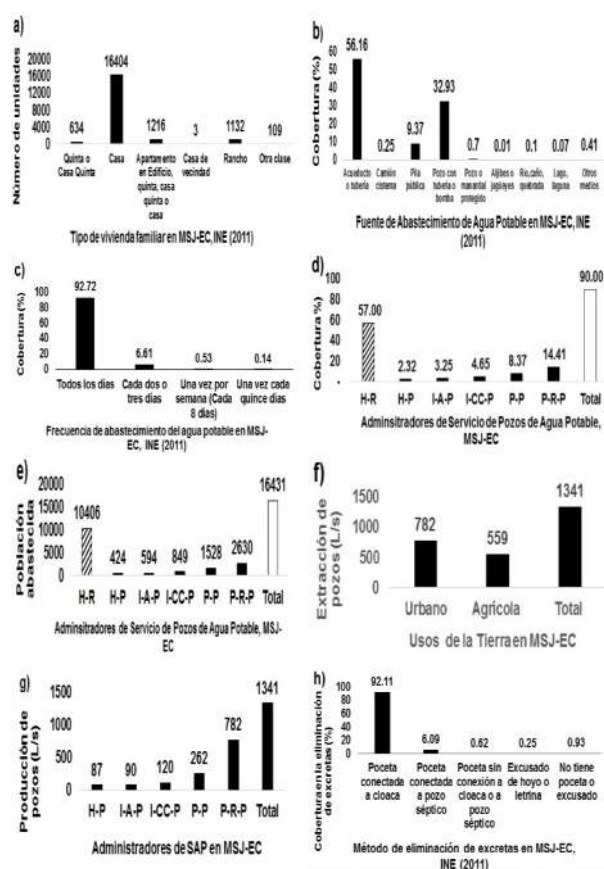 a)
Número de unidades
20000
16000
12000
8000
4000
0
634
16404
1216
3
1132
109
Quinta o Casa Quinta
Casa
Apartamento en Edificio, quinta, casa quinta o casa
Casa de vecindad
Rancho
Otra clase
Tipo de vivienda familiar en MSJ-EC, INE (2011)
b)
Cobertura (%)
60
50
40
30
20
10
0
56.16
0.25
9.37
32.93
0.7
0.01
0.1
0.07
0.41
Acueducto o tubería
Camión cisterna
Pila pública
Pozo con tubería o bomba
Pozo o manantial protegido
Aljibes o jagüeyes
Rio,caño, quebrada
Lago, laguna
Otros medios
Fuente de Abastecimiento de Agua Potable en MSJ-EC, INE
(2011)
c)
Cobertura (%)
100
80
60
40
20
0
92.72
6.61
0.53
0.14
Todos los dias
Cada dos o tres dias
Una vez por semana (Cada 8 dias)
Una vez cada quince dias
Frecuencia de abastecimiento del agua potable en MSJ-
EC, INE (2011)
d)
Cobertura %
100
80
60
40
20
-
57.00
2.32
3.25
4.65
8.37
14.41
90.00
H-R
H-P
I-A-P
I-CC-P
P-P
P-R-P
Total
Adminsitradores de Servicio de Pozos de Agua Potable,
MSJ-EC
e)
Población
abastecida
20000
15000
10000
5000
0
10406
424
594
849
1528
2630
16431
H-R
H-P
I-A-P
I-CC-P
P-P
P-R-P
Total
Adminsitradores de Servicio de Pozos de Agua Potable, MSJ-
EC
f)
Extracción de
pozos (L/s)
1500
1000
500
0
782
559
1341
Urbano
Agrícola
Total
Usos de la Tierra en MSJ-EC
g)
Producción de
pozos (L/s)
1500
1000
500
0
87
90
120
262
782
1341
H-P
I-A-P
I-CC-P
P-P
P-R-P
Total
Administradores de SAP en MSJ-EC
h)
Cobertura en la eliminación
de excretas (%)
100
80
60
40
20
0
92.11
6.09
0.62
0.25
0.93
Poceta conectada a cloaca
Poceta conectada a pozo séptico
Poceta sin conexión a cloaca o a pozo séptico
Excusado de hoyo o letrina
No tiene poceta o excusado
Método de eliminación de excretas en MSJ-EC,
INE (2011)